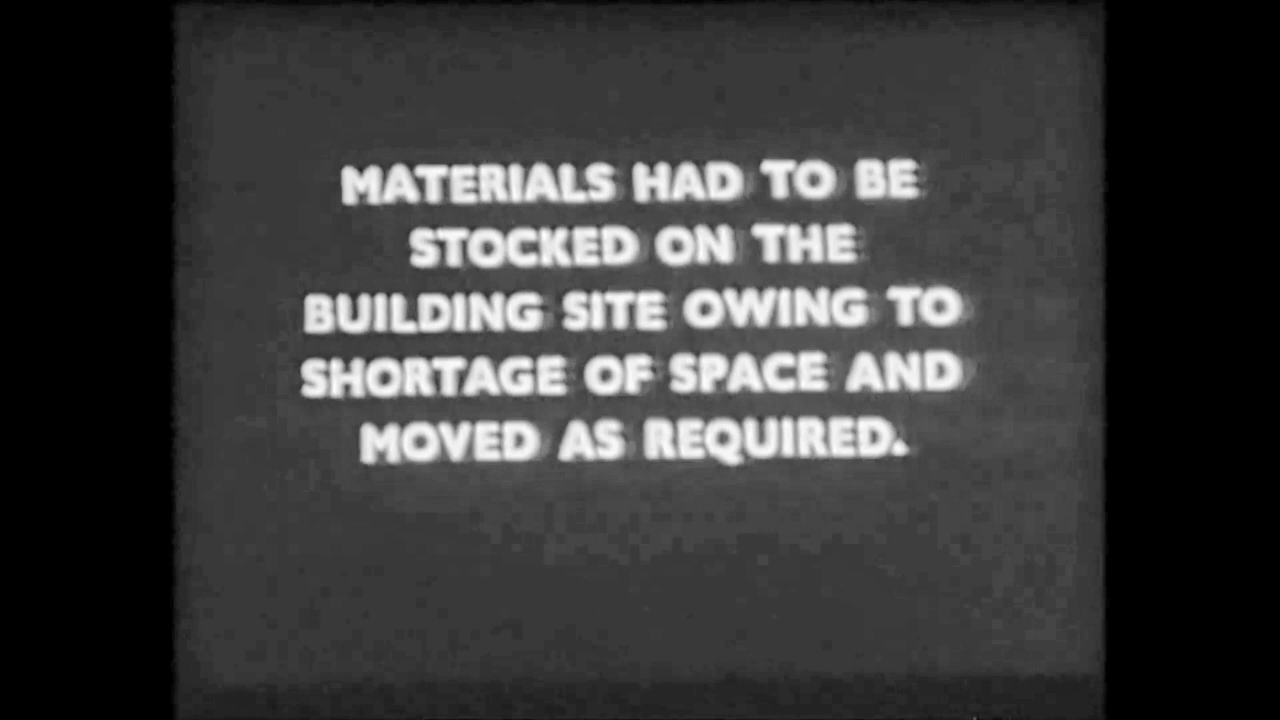 MATERIALS HAD TO BE
STOCKED ON THE
BUILDING SITE OWING TO
SHORTAGE OF SPACE AND
MOVED AS REQUIRED.